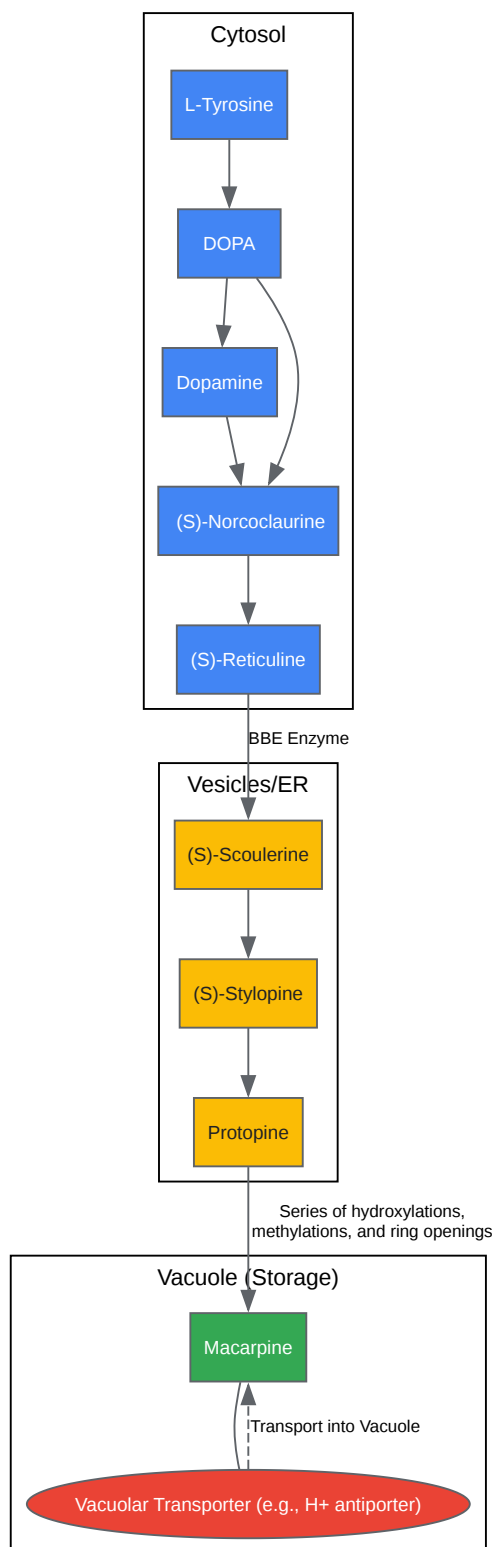 Cytosol
L-Tyrosine
DOPA
Dopamine
(S)-Norcoclaurine
(S)-Reticuline
BBE Enzyme
Vesicles/ER
(S)-Scoulerine
(S)-Stylopine
Protopine
Series of hydroxylations,
methylations, and ring openings
Vacuole (Storage)
Macarpine
Transport into Vacuole
Vacuolar Transporter (e.g., H+ antiporter)